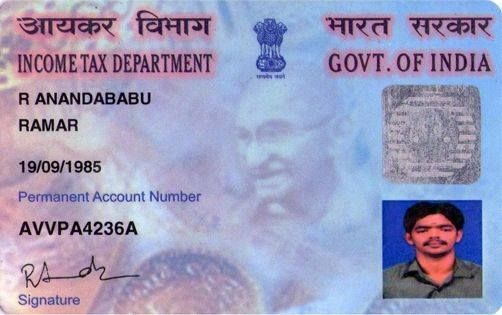 आयकर विभाग
INCOME TAX DEPARTMENT
भारत सरकार
GOVT. OF INDIA
सत्यमेव जयते
R ANANDABABU
RAMAR
19/09/1985
Permanent Account Number
AVVPA4236A
Signature